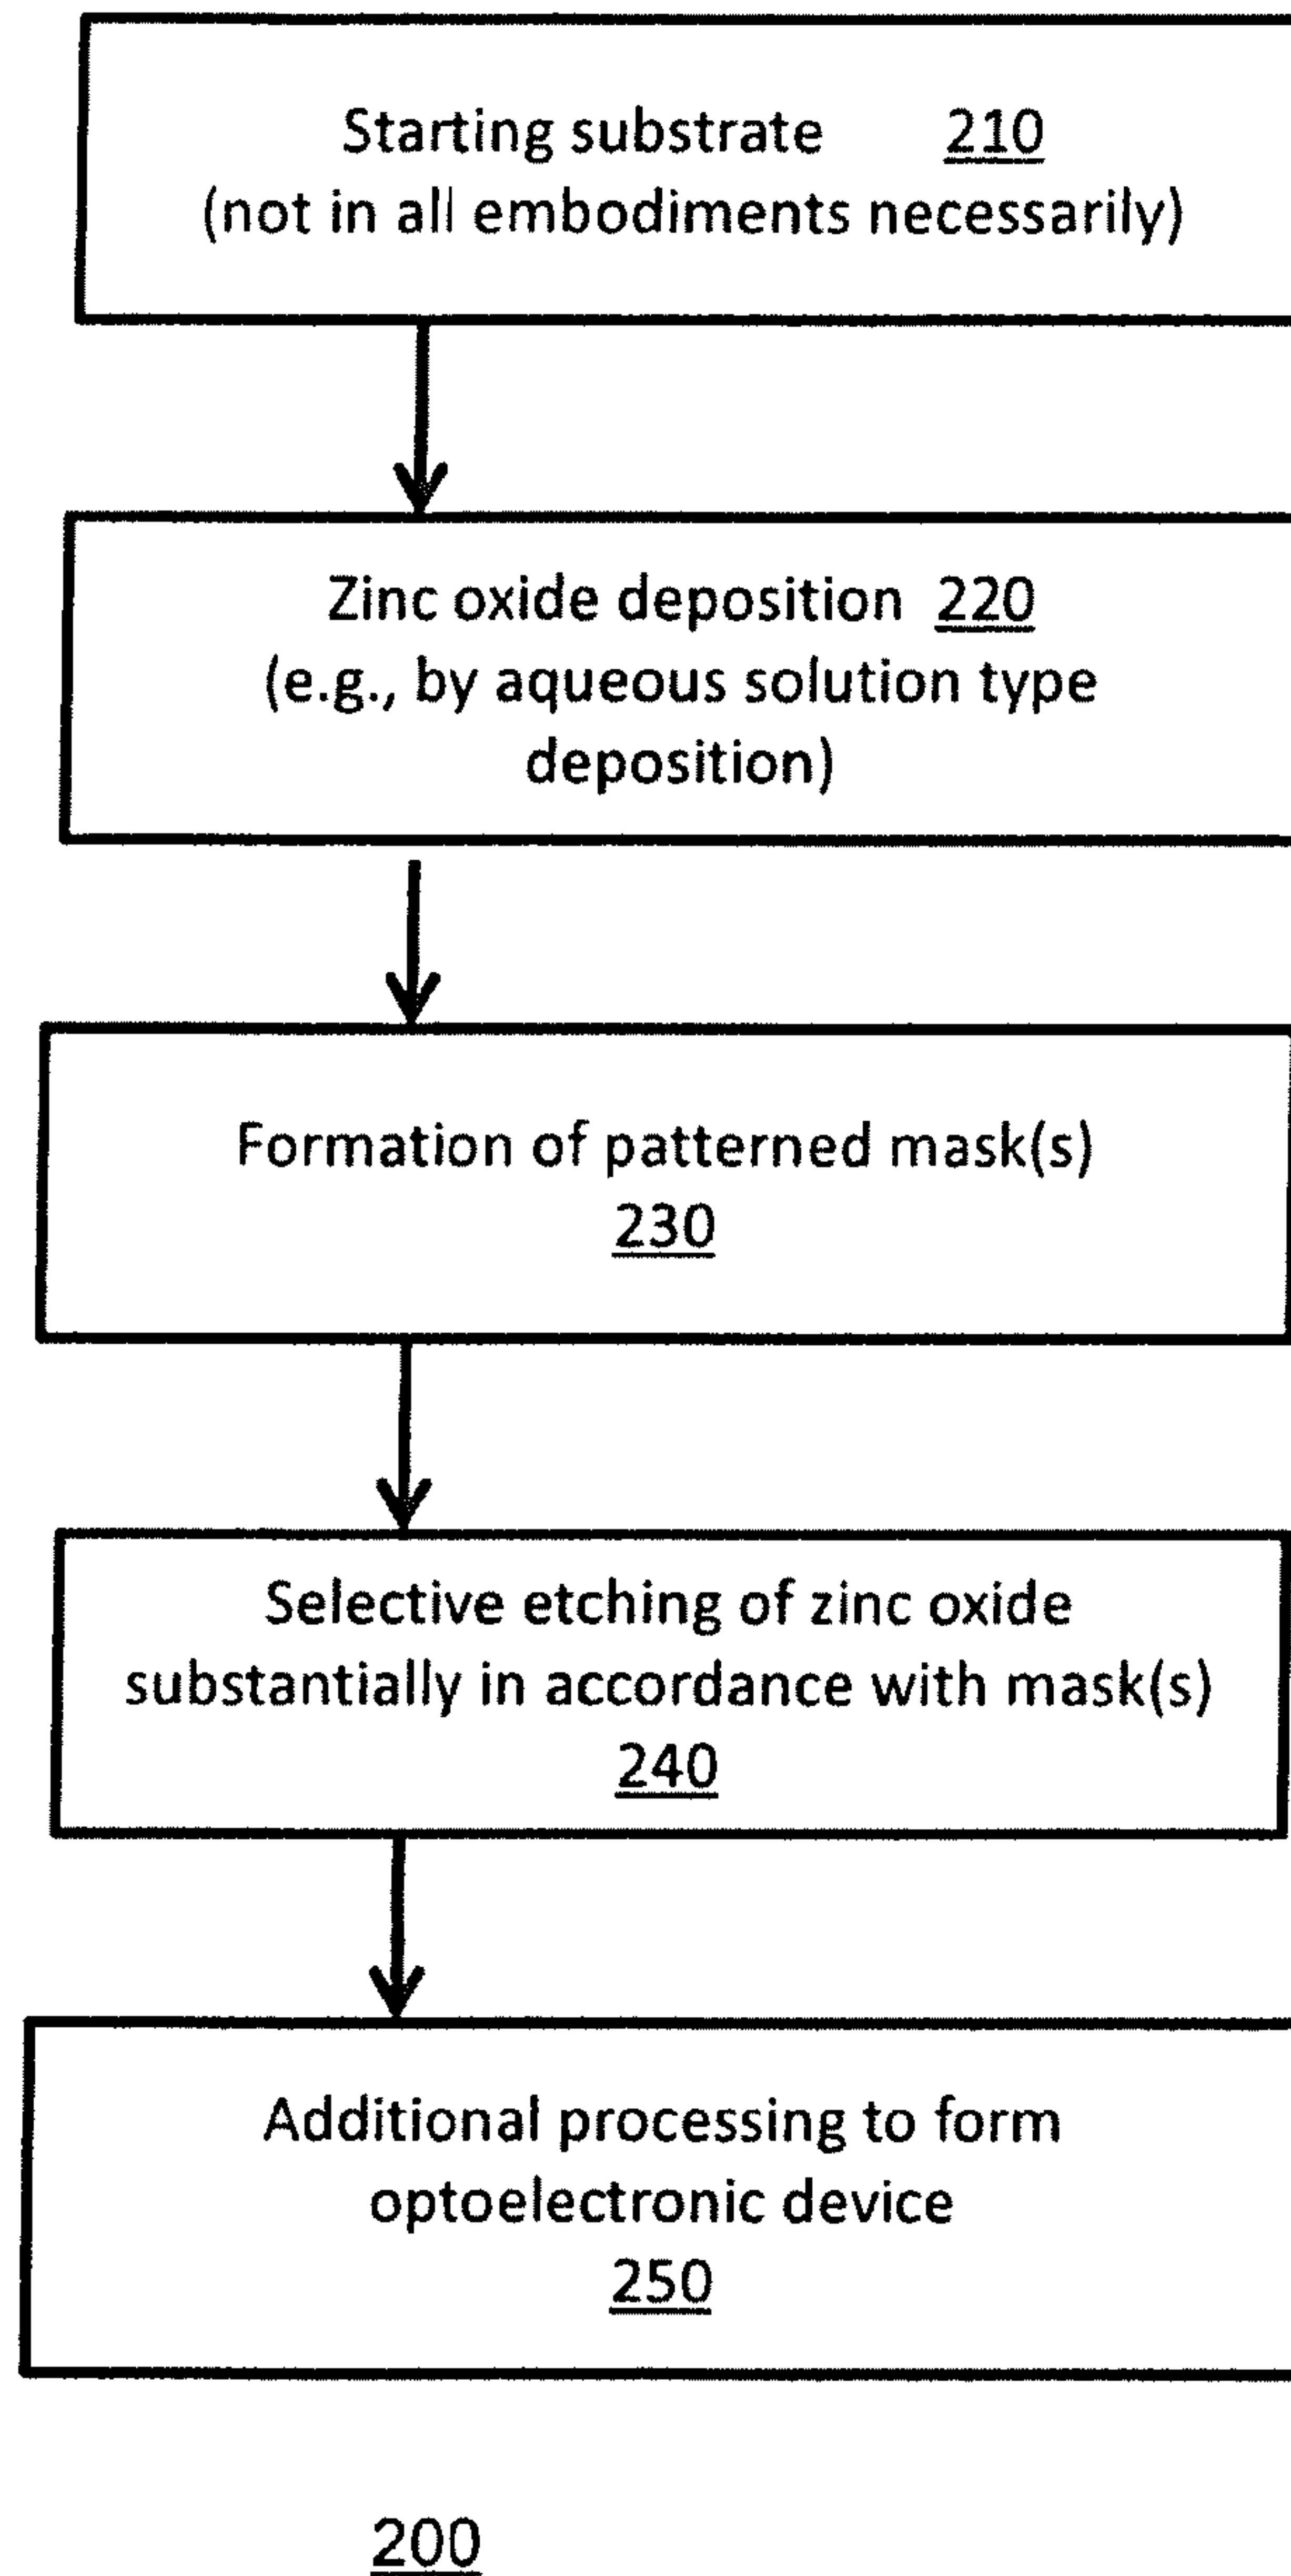 Starting substrate 210
(not in all embodiments necessarily)
Zinc oxide deposition 220
(e.g., by aqueous solution type
deposition)
Formation of patterned mask(s)
230
Selective etching of zinc oxide
substantially in accordance with mask(s)
240
Additional processing to form
optoelectronic device
250
200